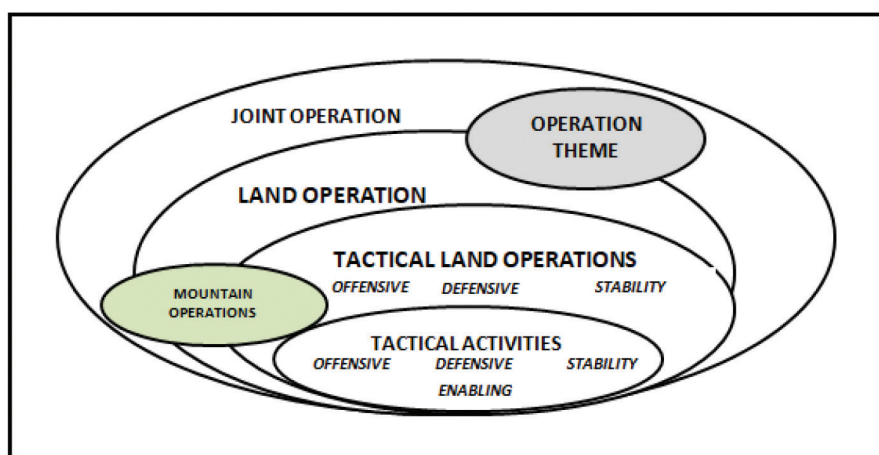 JOINT OPERATION
OPERATION
THEME
LAND OPERATION
TACTICAL LAND OPERATIONS
OFFENSIVE DEFENSIVE STABILITY
MOUNTAIN
OPERATIONS
TACTICAL ACTIVITIES
OFFENSIVE DEFENSIVE STABILITY
ENABLING